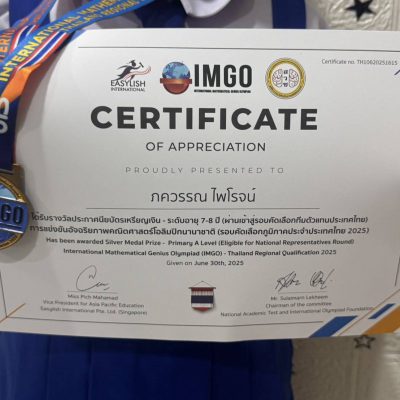 INTERNATIONAL MATHEM
REGIONAL
Certificate no. TH10620251615
EASYLISH
INTERNATIONAL
IMGO
INTERNATIONAL MATHEMATICAL GENIUS OLYMPIAD
CERTIFICATE
OF APPRECIATION
PROUDLY PRESENTED TO
ภควรรณ ไพโรจน์
ได้รับรางวัลประกาศนียบัตรเหรียญเงิน - ระดับอายุ 7-8 ปี (ผ่านเข้าสู่รอบคัดเลือกทีมตัวแทนประเทศไทย)
การแข่งขันอัจฉริยภาพคณิตศาสตร์โอลิมปิกนานาชาติ (รอบคัดเลือกภูมิภาคประจำประเทศไทย 2025)
Has been awarded Silver Medal Prize - Primary A Level (Eligible for National Representatives Round)
International Mathematical Genius Olympiad (IMGO) - Thailand Regional Qualification 2025
Given on June 30th, 2025
IMGO
Miss Pich Mahamad
Vice President for Asia Pacific Education
Easylish International Pte. Ltd. (Singapore)
Mr. Sulaimarn Lakheem
Chairman of the committee
National Academic Test and International Olympiad Foundation